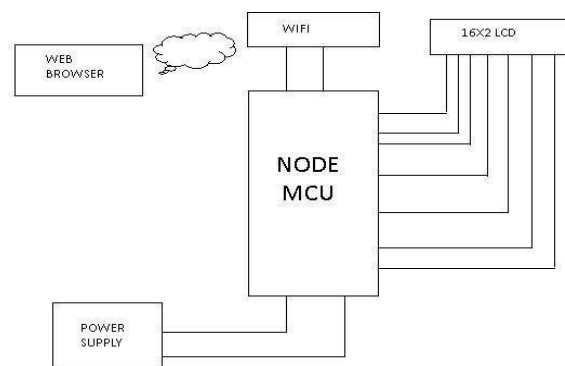 WIFI
16X2 LCD
WEB
BROWSER
NODE
MCU
POWER
SUPPLY